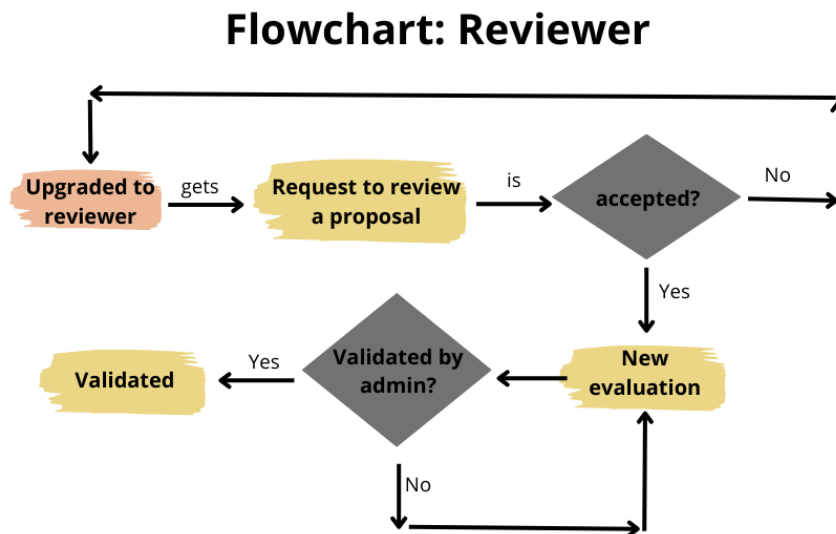 Flowchart: Reviewer
Upgraded to
reviewer
gets
Request to review
a proposal
is
accepted?
No
Yes
New
evaluation
Validated by
admin?
Yes
Validated
No